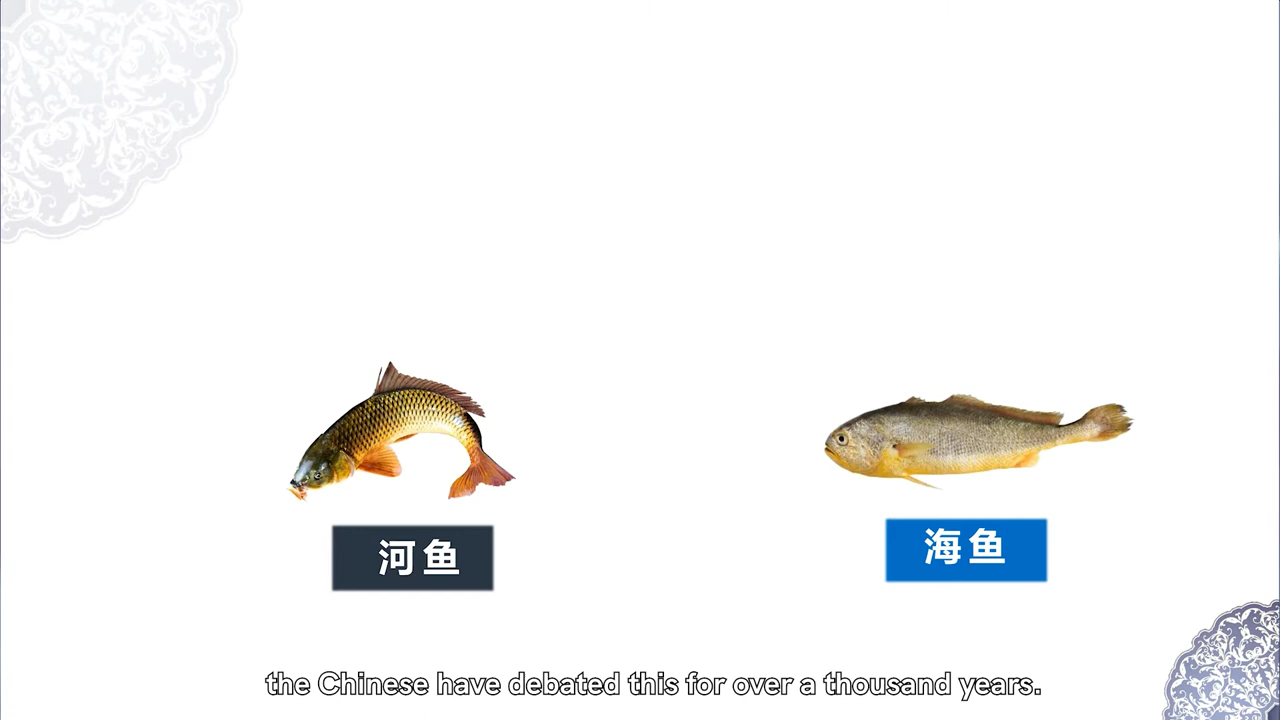 河鱼
海鱼
the Chinese have debated this for over a thousand years.